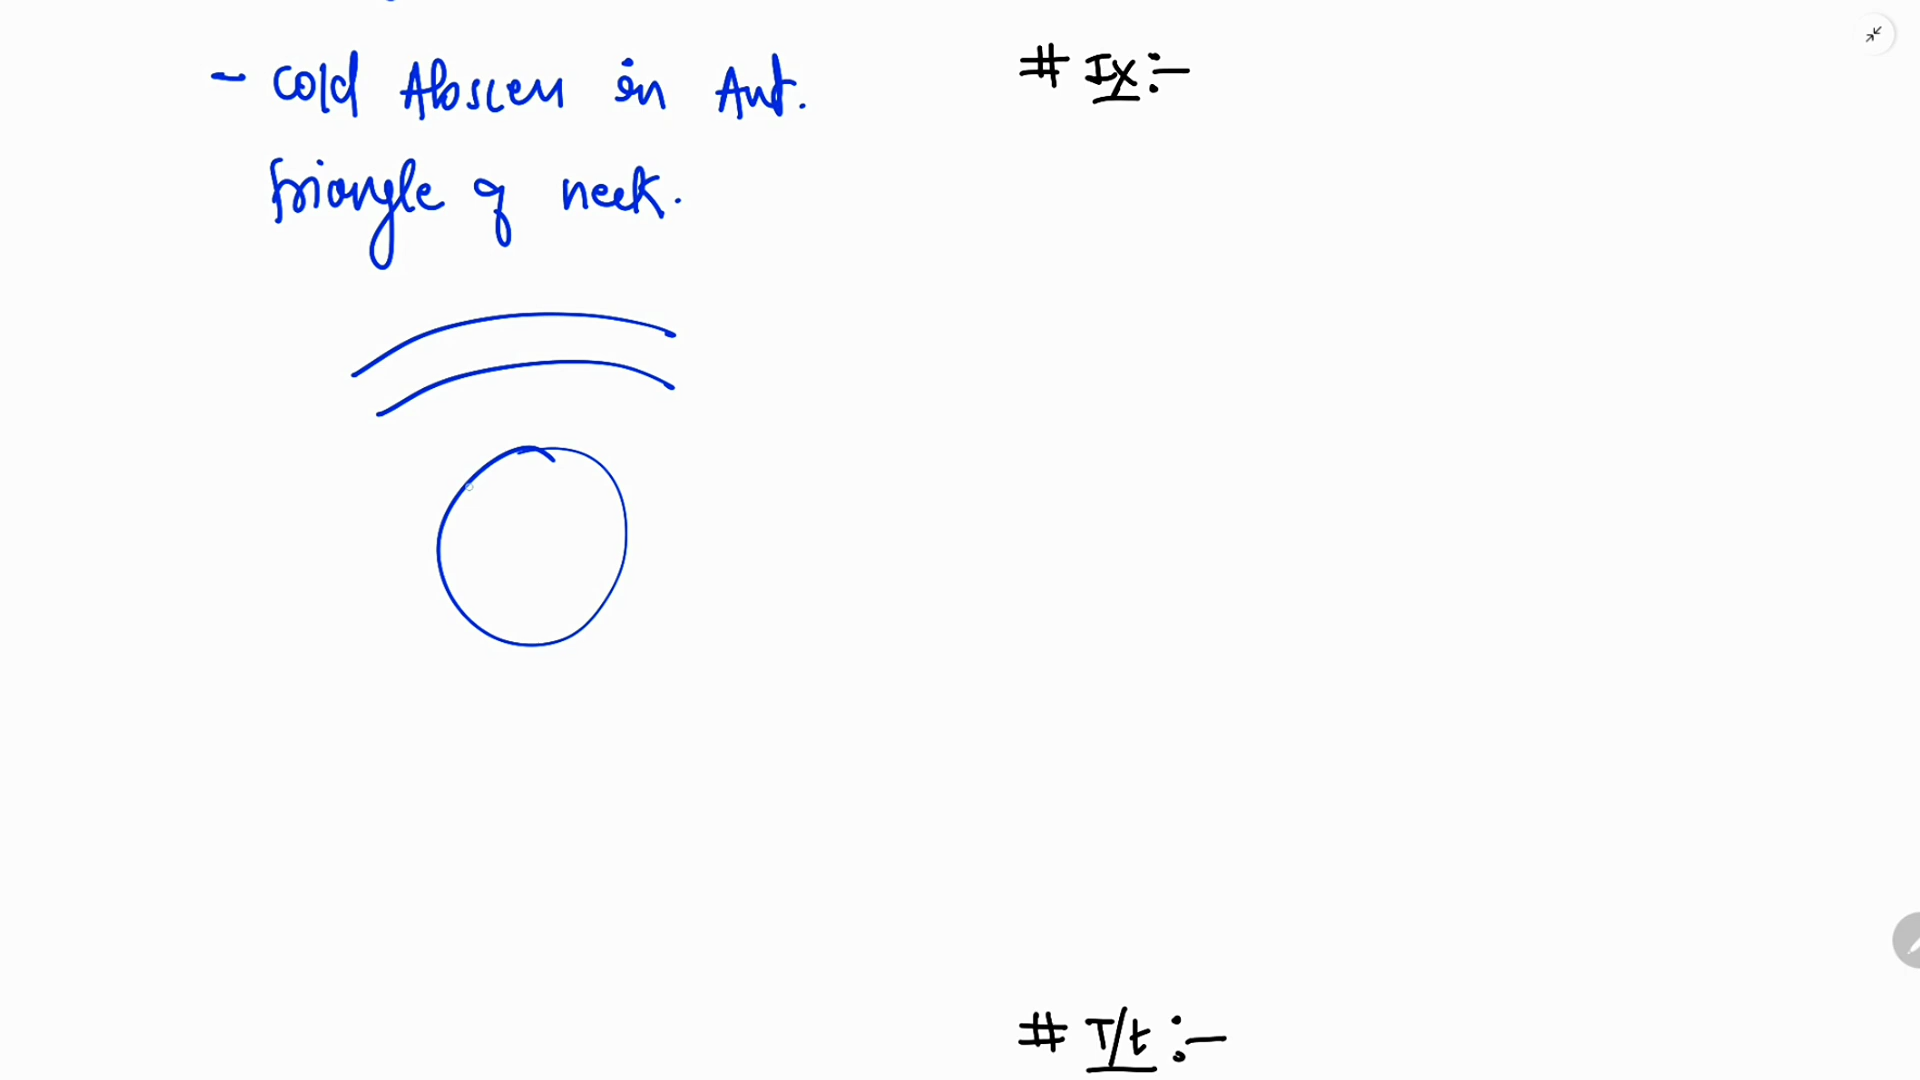 - Cold Abscess in Ant.
triangle of neck.
# Ix :-
# T/t :-